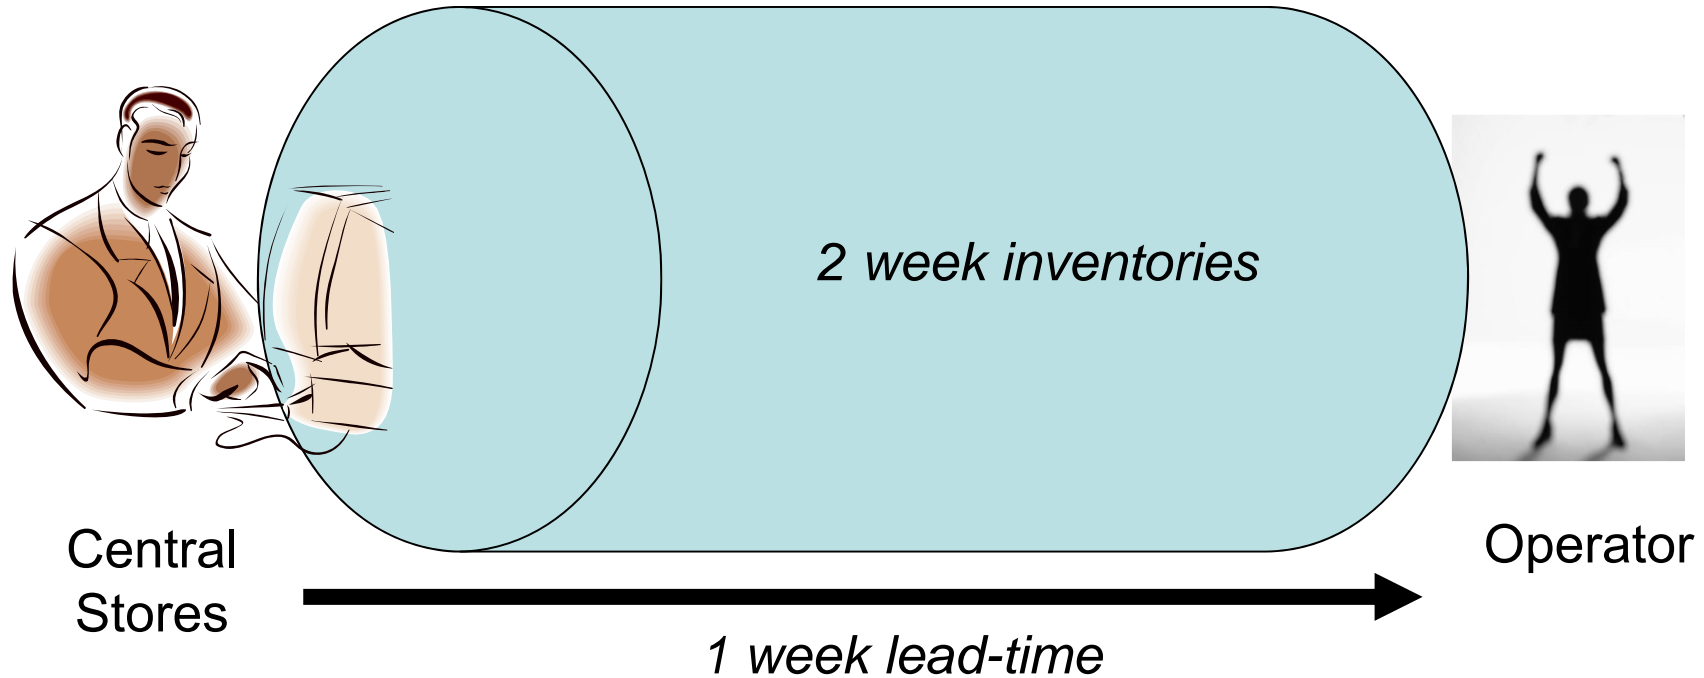 2 week inventories
Central
Stores
Operator
1 week lead-time